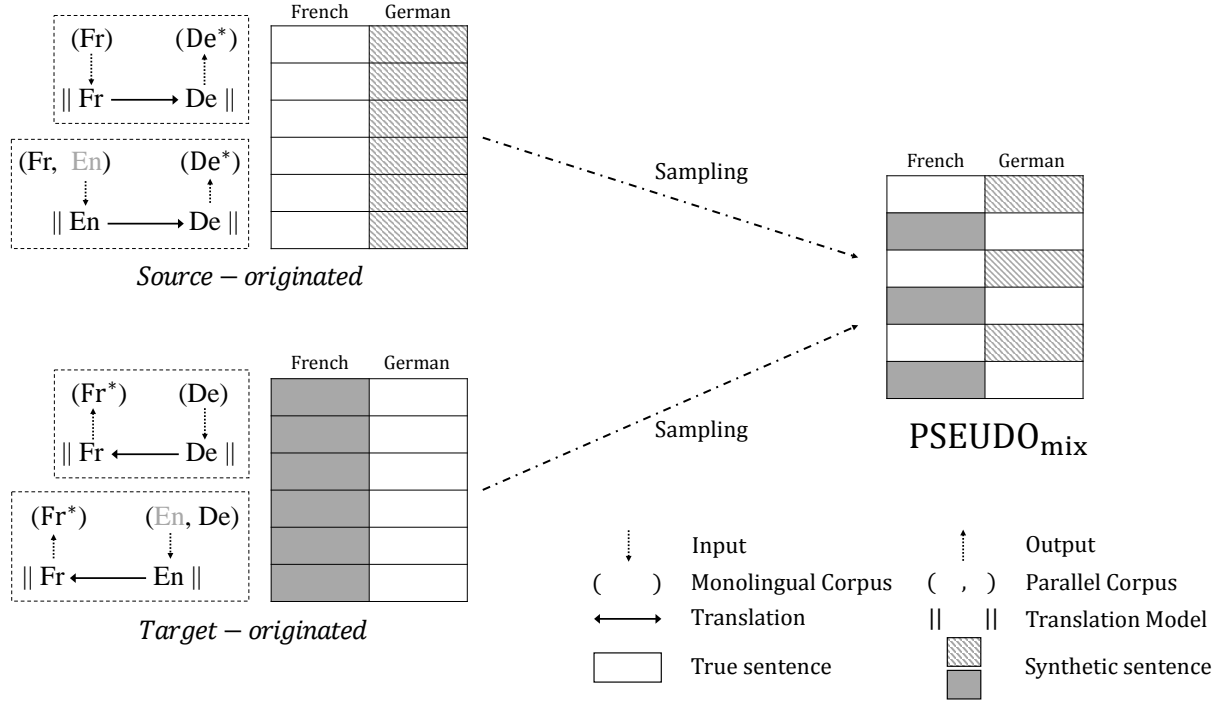 French German
(Fr) (De*)
|| Fr De ||
(Fr, En) (De*)
|| En De ||
Source − originated
Sampling
French German
(Fr*) (De)
|| Fr De ||
(Fr*) (En, De)
|| Fr En ||
Target − originated
Sampling
French German
PSEUDOmix
Input
Output
( ) Monolingual Corpus
( , ) Parallel Corpus
Translation
|| || Translation Model
True sentence
Synthetic sentence